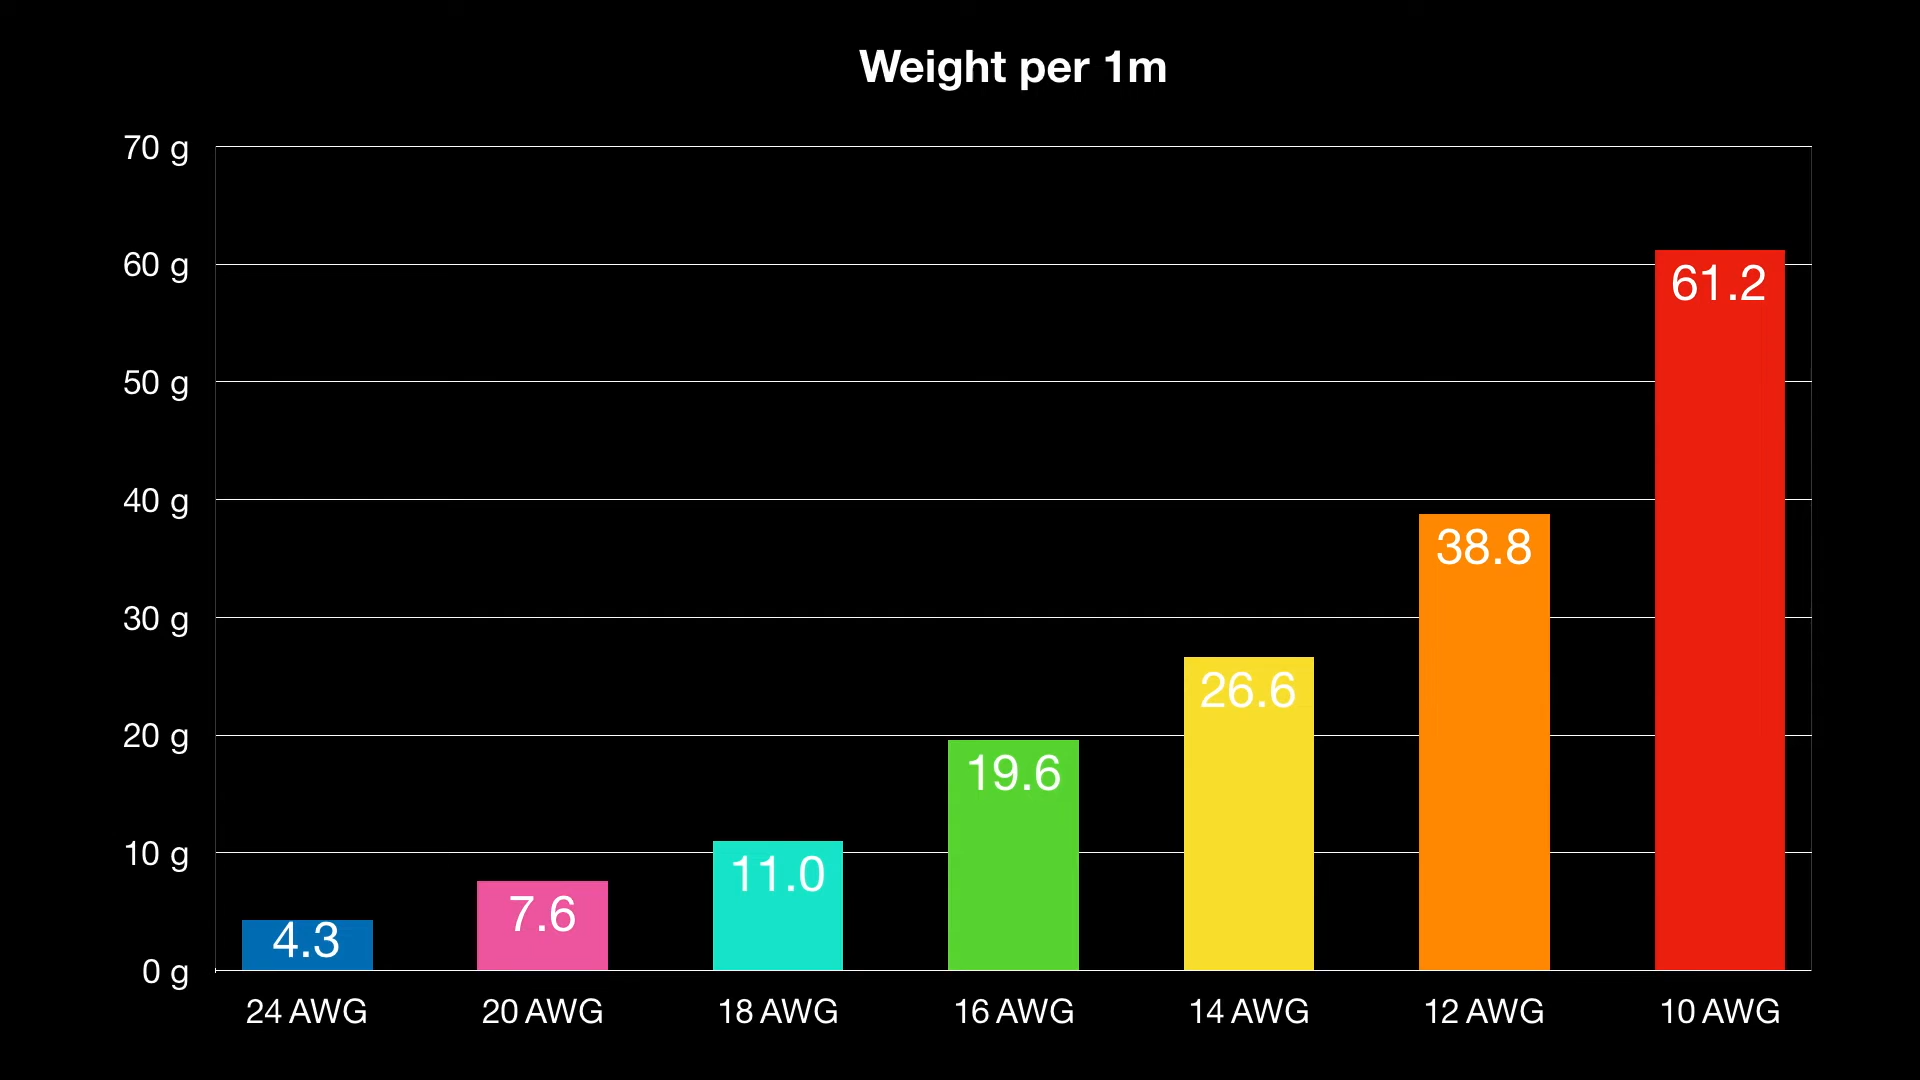 Weight per 1m
70 g
60 g
50 g
40 g
30 g
20 g
10 g
0 g
4.3
7.6
11.0
19.6
26.6
38.8
61.2
24 AWG
20 AWG
18 AWG
16 AWG
14 AWG
12 AWG
10 AWG